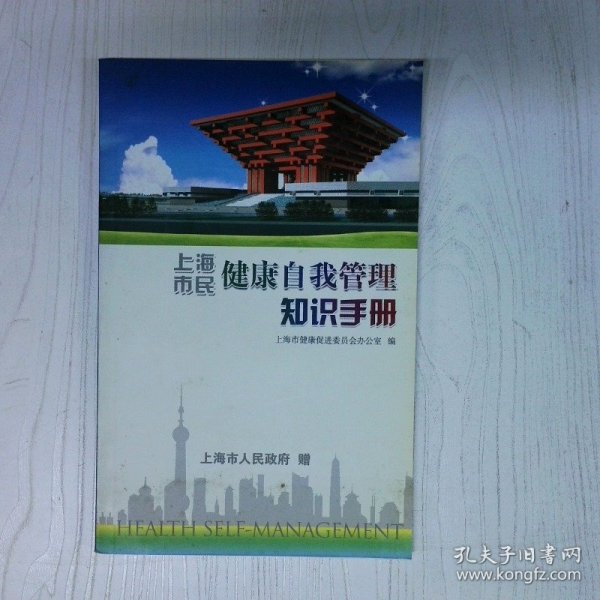 上海
市民
健康自我管理
知识手册
上海市健康促进委员会办公室 编
上海市人民政府 赠
HEALTH SELF-MANAGEMENT
孔夫子旧书网
www.kongfz.com